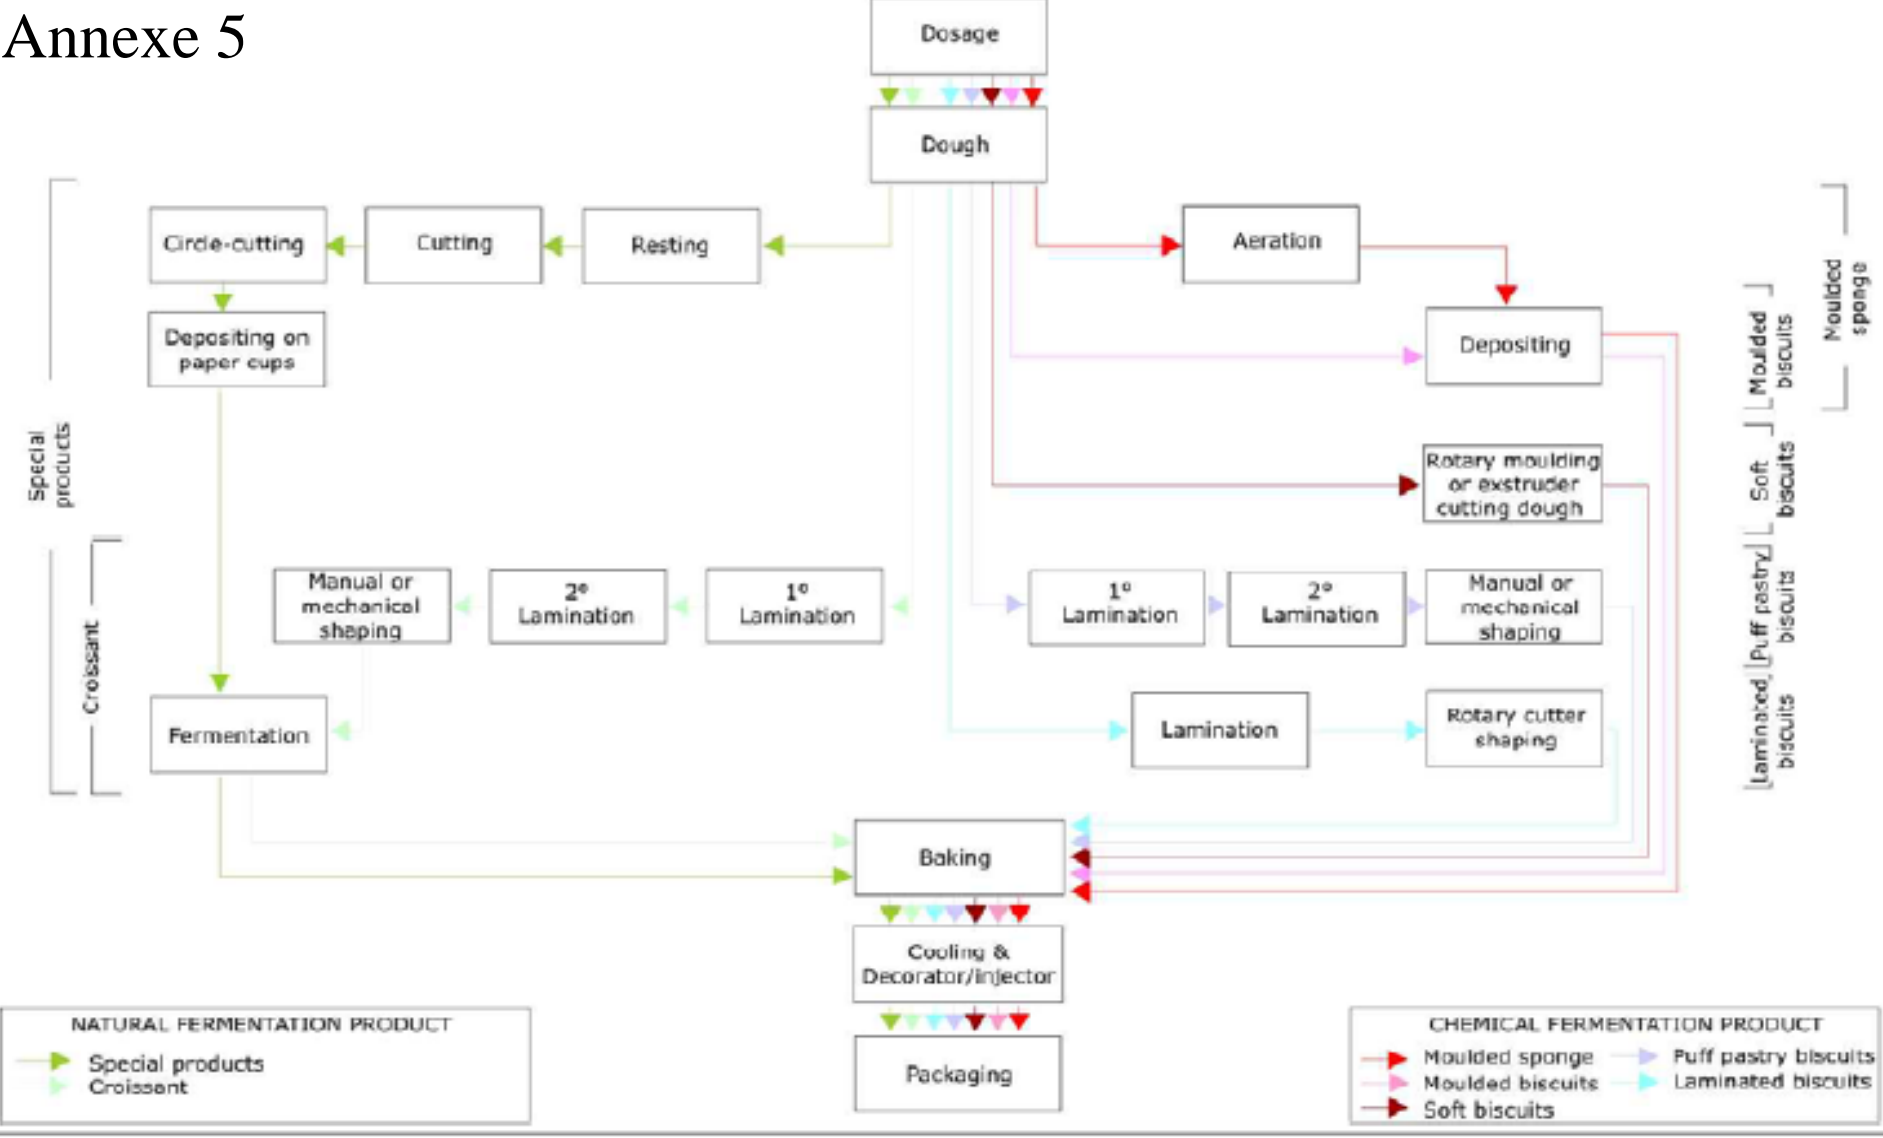 Annexe 5
Dosage
Dough
Circle-cutting
Cutting
Resting
Aeration
Depositing on
paper cups
Depositing
Moulded
sponge
Moulded
biscuits
Special
products
Rotary moulding
or exstruder
cutting dough
Soft
biscuits
Manual or
mechanical
shaping
2º
Lamination
1º
Lamination
1º
Lamination
2º
Lamination
Manual or
mechanical
shaping
Puff pastry
biscuits
Croissant
Fermentation
Lamination
Rotary cutter
shaping
Laminated
biscuits
Baking
Cooling &
Decorator/injector
Packaging
NATURAL FERMENTATION PRODUCT
Special products
Croissant
CHEMICAL FERMENTATION PRODUCT
Moulded sponge
Puff pastry biscuits
Moulded biscuits
Laminated biscuits
Soft biscuits